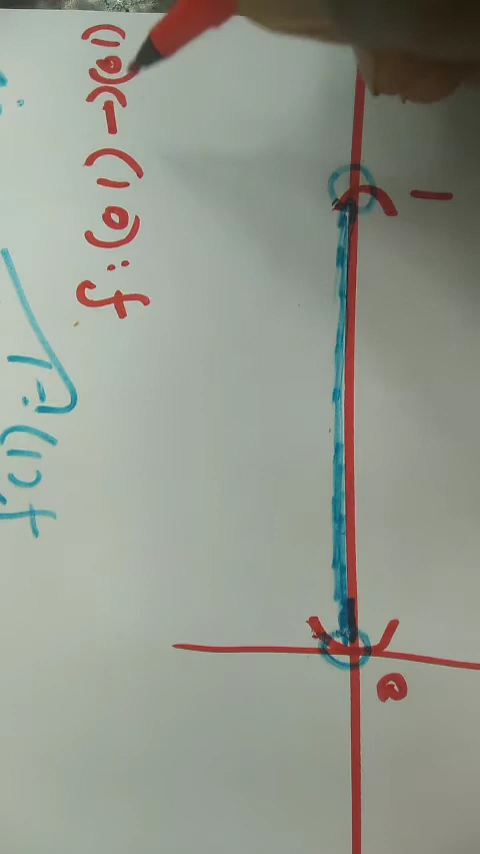 f: (0 1) → (0 1)
0
1
f(1) = 1